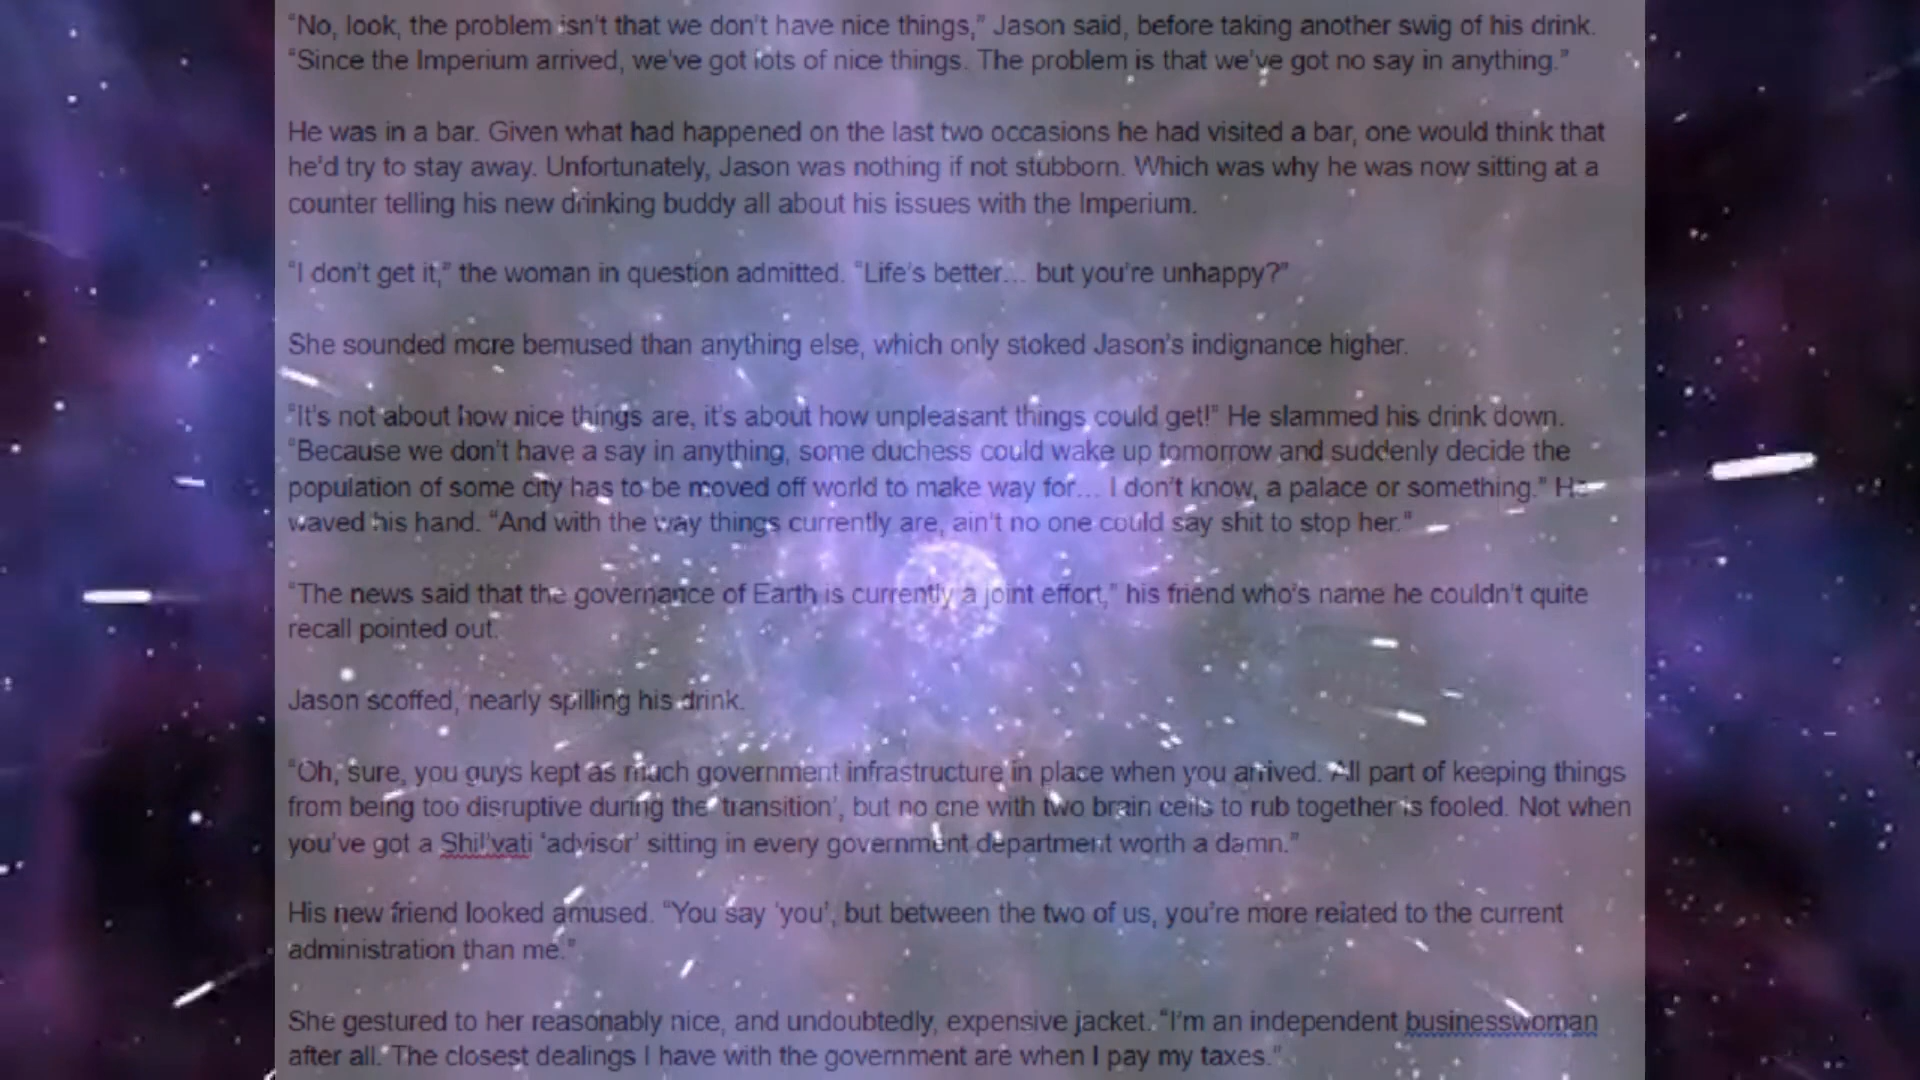 “No, look, the problem isn’t that we don’t have nice things,” Jason said, before taking another swig of his drink.
“Since the Imperium arrived, we’ve got lots of nice things. The problem is that we’ve got no say in anything.”
He was in a bar. Given what had happened on the last two occasions he had visited a bar, one would think that
he’d try to stay away. Unfortunately, Jason was nothing if not stubborn. Which was why he was now sitting at a
counter telling his new drinking buddy all about his issues with the Imperium.
“I don’t get it,” the woman in question admitted. “Life’s better… but you’re unhappy?”
She sounded more bemused than anything else, which only stoked Jason’s indignance higher.
“It’s not about how nice things are, it’s about how unpleasant things could get!” He slammed his drink down.
“Because we don’t have a say in anything, some duchess could wake up tomorrow and suddenly decide the
population of some city has to be moved off world to make way for… I don’t know, a palace or something.” He
waved his hand. “And with the way things currently are, ain’t no one could say shit to stop her.”
“The news said that the governance of Earth is currently a joint effort,” his friend who’s name he couldn’t quite
recall pointed out.
Jason scoffed, nearly spilling his drink.
“Oh, sure, you guys kept as much government infrastructure in place when you arrived. All part of keeping things
from being too disruptive during the ‘transition’, but no one with two brain cells to rub together is fooled. Not when
you’ve got a Shil’vati ‘advisor’ sitting in every government department worth a damn.”
His new friend looked amused. “You say ‘you’, but between the two of us, you’re more related to the current
administration than me.”
She gestured to her reasonably nice, and undoubtedly, expensive jacket. “I’m an independent businesswoman
after all. The closest dealings I have with the government are when I pay my taxes.”